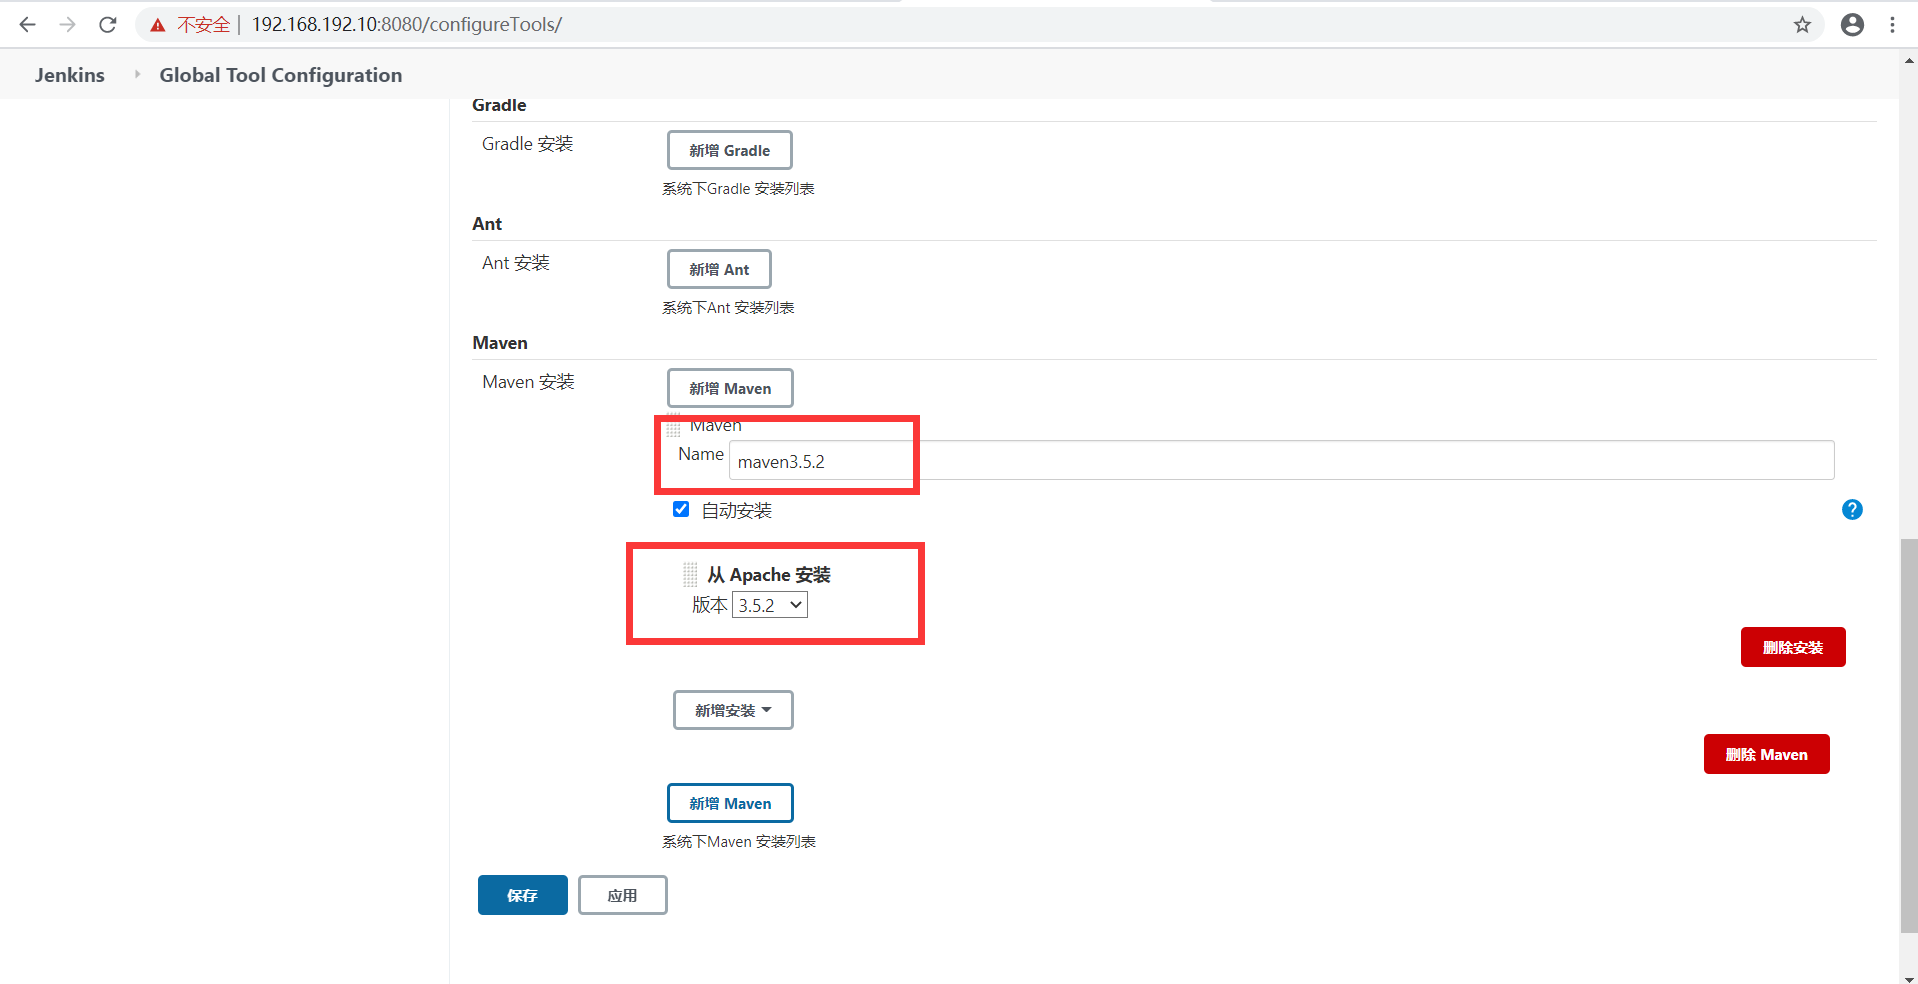 不安全 | 192.168.192.10:8080/configureTools/
Jenkins Global Tool Configuration
Gradle
Gradle 安装 新增 Gradle
系统下Gradle 安装列表
Ant
Ant 安装 新增 Ant
系统下Ant 安装列表
Maven
Maven 安装 新增 Maven
Maven
Name maven3.5.2
自动安装 ?
从 Apache 安装
版本 3.5.2
删除安装
新增安装
删除 Maven
新增 Maven
系统下Maven 安装列表
保存 应用